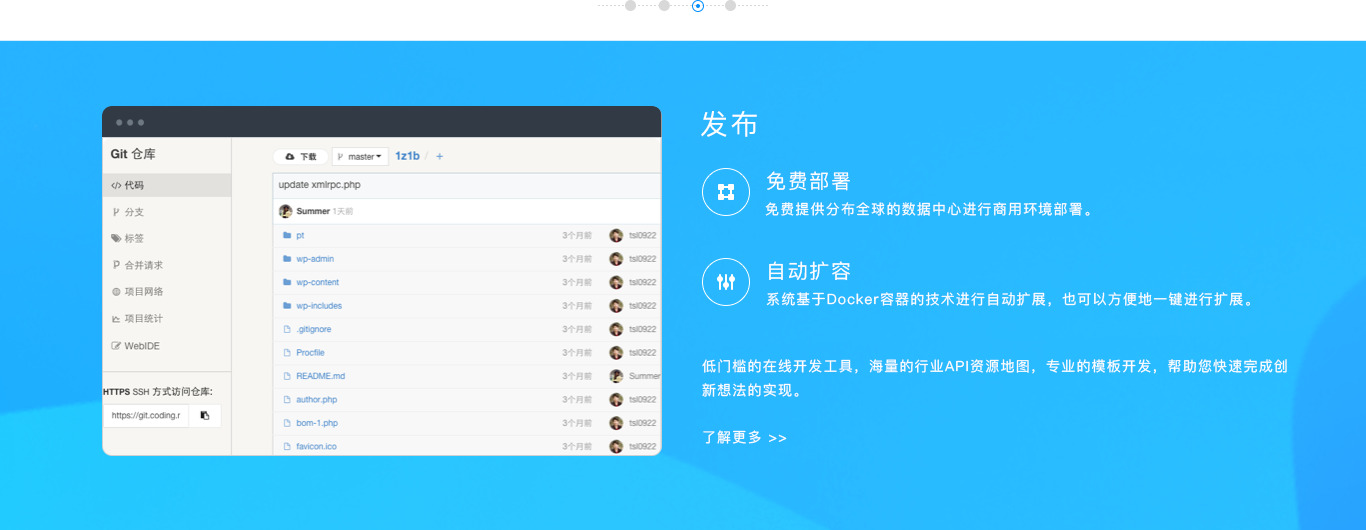 Git 仓库
代码
分支
标签
合并请求
项目网络
项目统计
WebIDE
HTTPS SSH 方式访问仓库:
https://git.coding.r
下载 master 1z1b / +
update xmlrpc.php
Summer 1天前
pt 3个月前 tsl0922
wp-admin 3个月前 tsl0922
wp-content 3个月前 tsl0922
wp-includes 3个月前 tsl0922
.gitignore 3个月前 tsl0922
Procfile 3个月前 tsl0922
README.md 3个月前 Summer
author.php 3个月前 tsl0922
bom-1.php 3个月前 tsl0922
favicon.ico 3个月前 tsl0922
发布
免费部署
免费提供分布全球的数据中心进行商用环境部署。
自动扩容
系统基于Docker容器的技术进行自动扩展，也可以方便地一键进行扩展。
低门槛的在线开发工具，海量的行业API资源地图，专业的模板开发，帮助您快速完成创
新想法的实现。
了解更多 >>